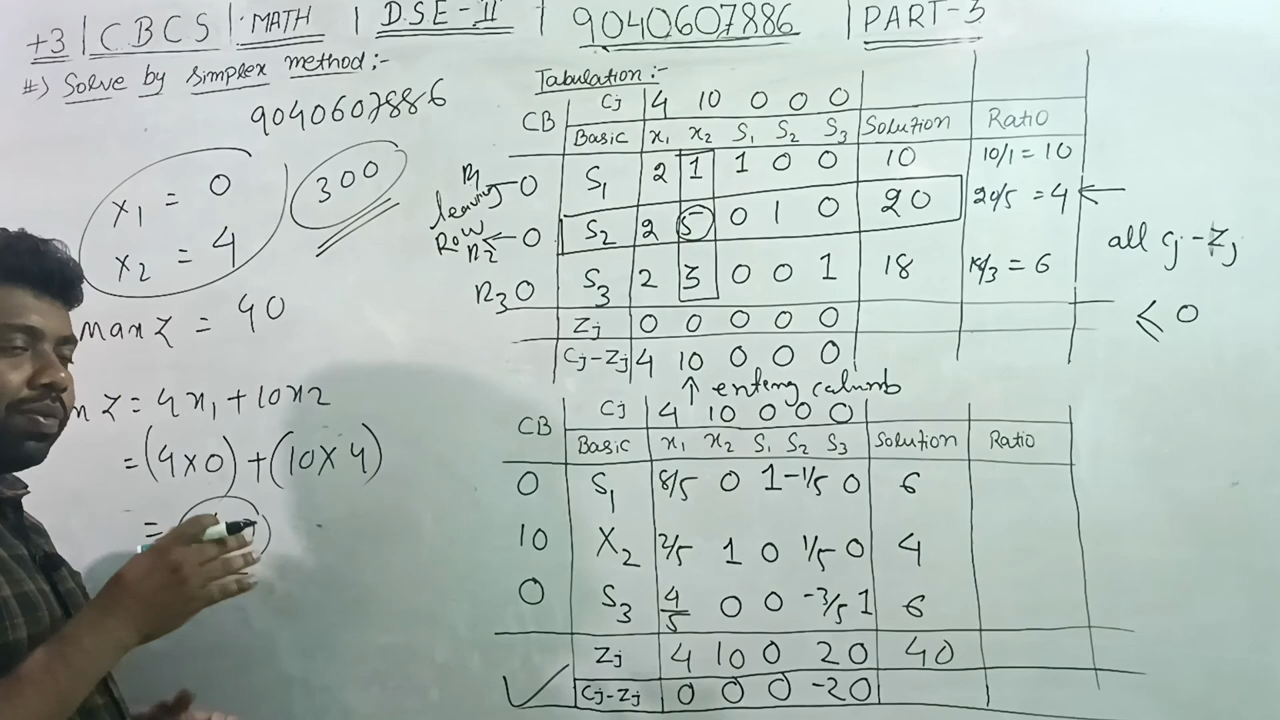 +3 | CBCS | MATH | DSE-II | 9040607886 | PART-3
#) Solve by simplex method :-
9040607886
x1 = 0
x2 = 4
300
max Z = 40
Z = 4x1 + 10x2
= (4×0) + (10×4)
=
Tabulation :-
CB Cj 4 10 0 0 0
Basic x1 x2 S1 S2 S3 Solution Ratio
R1 0 S1 2 1 1 0 0 10 10/1 = 10
leaving Row R2 0 S2 2 5 0 1 0 20 20/5 = 4 ←
R3 0 S3 2 3 0 0 1 18 18/3 = 6
Zj 0 0 0 0 0
Cj-Zj 4 10 0 0 0
↑ entering
all Cj-Zj
≤ 0
CB Cj 4 10 0 0 0
Basic x1 x2 S1 S2 S3 Solution Ratio
0 S1 8/5 0 1 -1/5 0 6
10 X2 2/5 1 0 1/5 0 4
0 S3 4/5 0 0 -3/5 1 6
Zj 4 10 0 2 0 40
Cj-Zj 0 0 0 -2 0